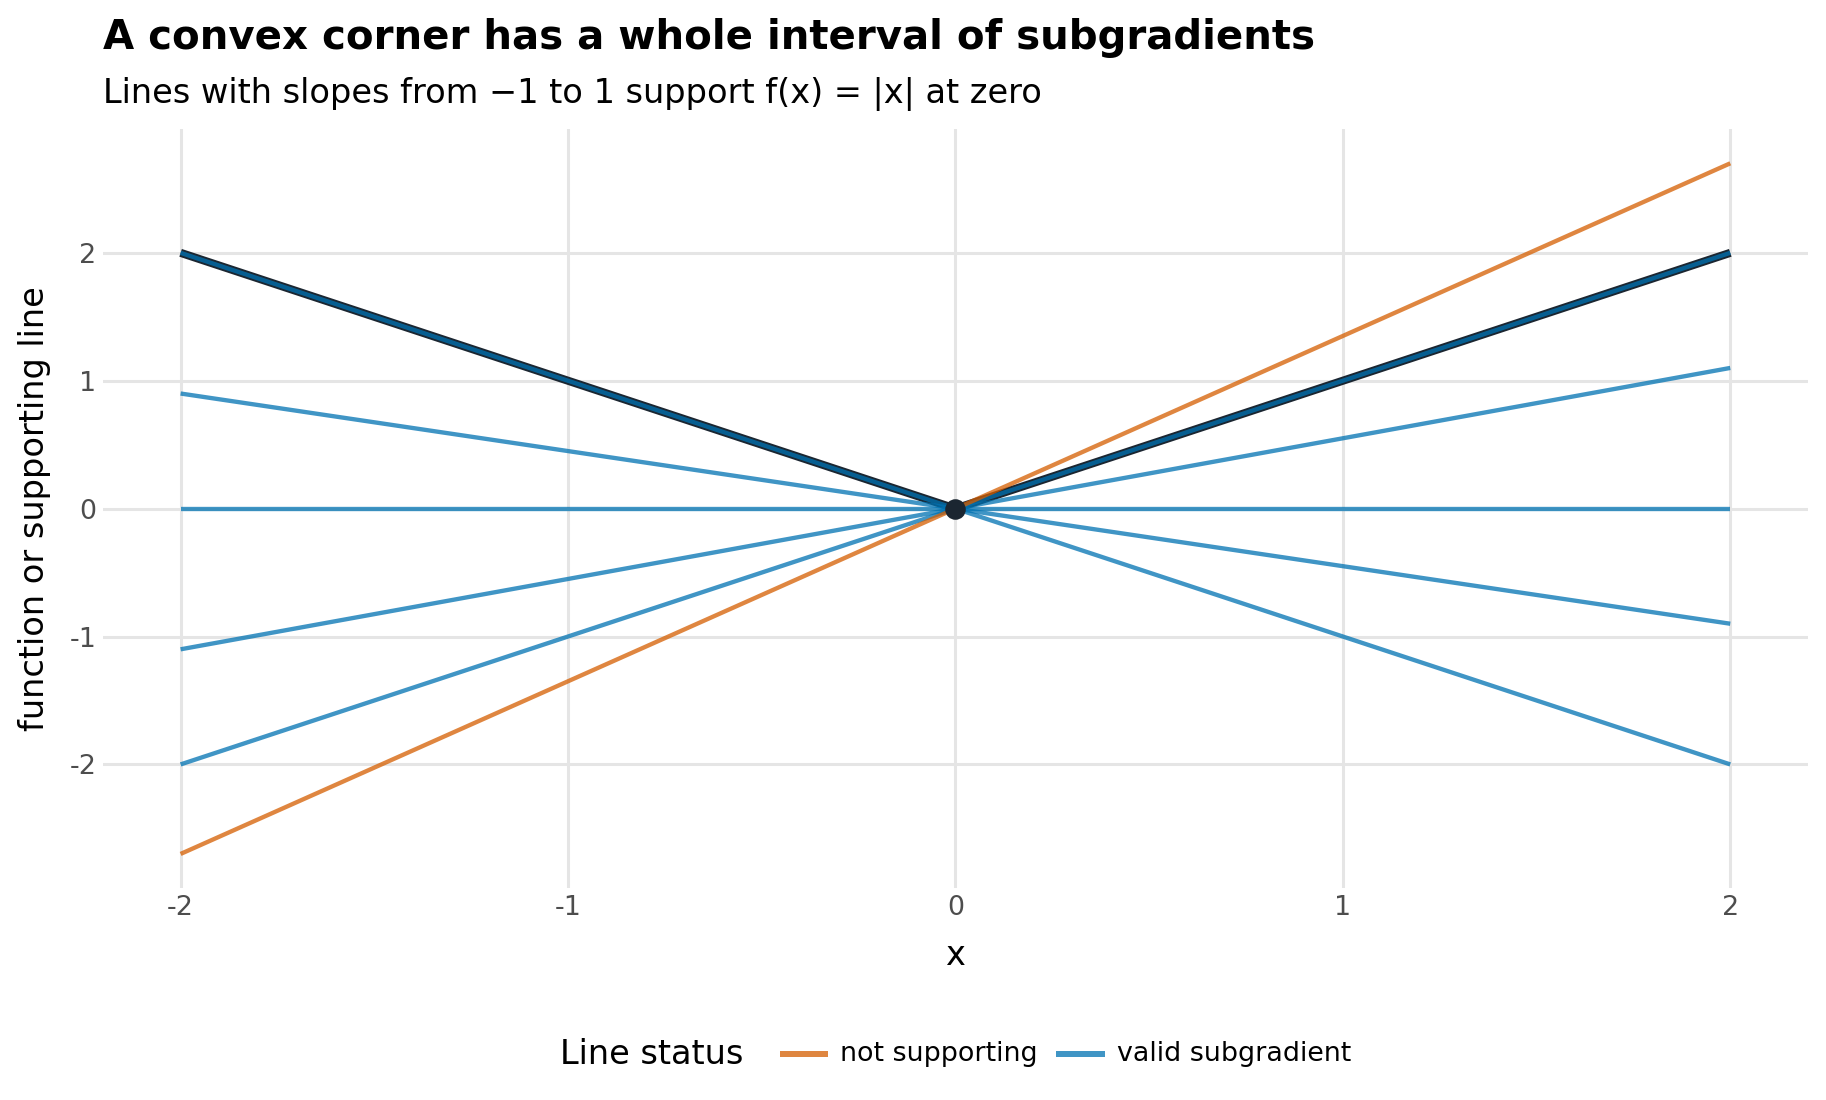 A convex corner has a whole interval of subgradients
Lines with slopes from −1 to 1 support f(x) = |x| at zero
function or supporting line
2
1
0
-1
-2
-2
-1
0
1
2
x
Line status
not supporting
valid subgradient